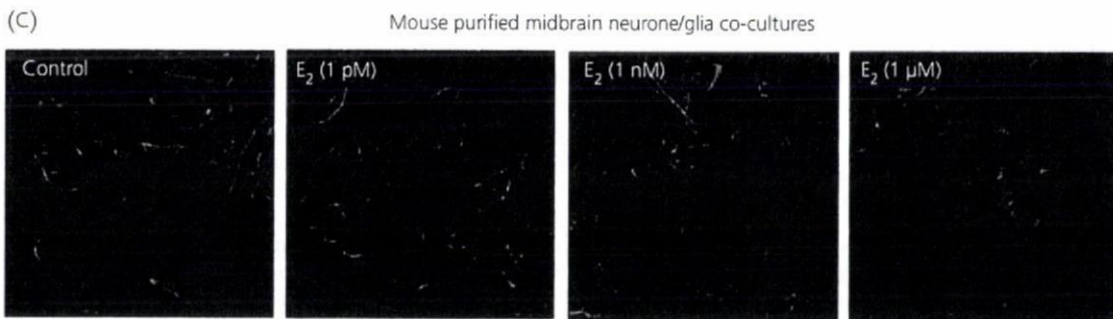 (C)
Mouse purified midbrain neurone/glia co-cultures
Control
E₂ (1 pM)
E₂ (1 nM)
E₂ (1 µM)